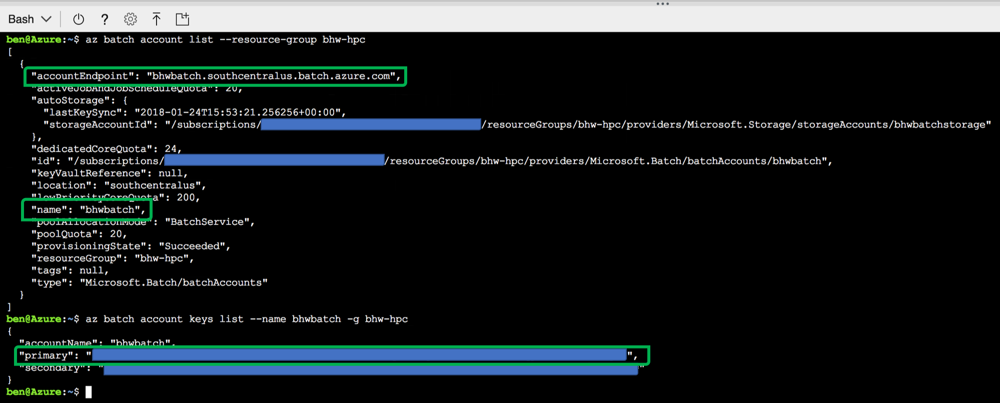 Bash
ben@Azure:~$ az batch account list --resource-group bhw-hpc
[
{
"accountEndpoint": "bhwbatch.southcentralus.batch.azure.com",
"activeJobAndJobScheduleQuota": 20,
"autoStorage": {
"lastKeySync": "2018-01-24T15:53:21.256256+00:00",
"storageAccountId": "/subscriptions/ /resourceGroups/bhw-hpc/providers/Microsoft.Storage/storageAccounts/bhwbatchstorage"
},
"dedicatedCoreQuota": 24,
"id": "/subscriptions/ /resourceGroups/bhw-hpc/providers/Microsoft.Batch/batchAccounts/bhwbatch",
"keyVaultReference": null,
"location": "southcentralus",
"lowPriorityCoreQuota": 200,
"name": "bhwbatch",
"poolAllocationMode": "BatchService",
"poolQuota": 20,
"provisioningState": "Succeeded",
"resourceGroup": "bhw-hpc",
"tags": null,
"type": "Microsoft.Batch/batchAccounts"
}
]
ben@Azure:~$ az batch account keys list --name bhwbatch -g bhw-hpc
{
"accountName": "bhwbatch",
"primary": " ",
"secondary": " "
}
ben@Azure:~$